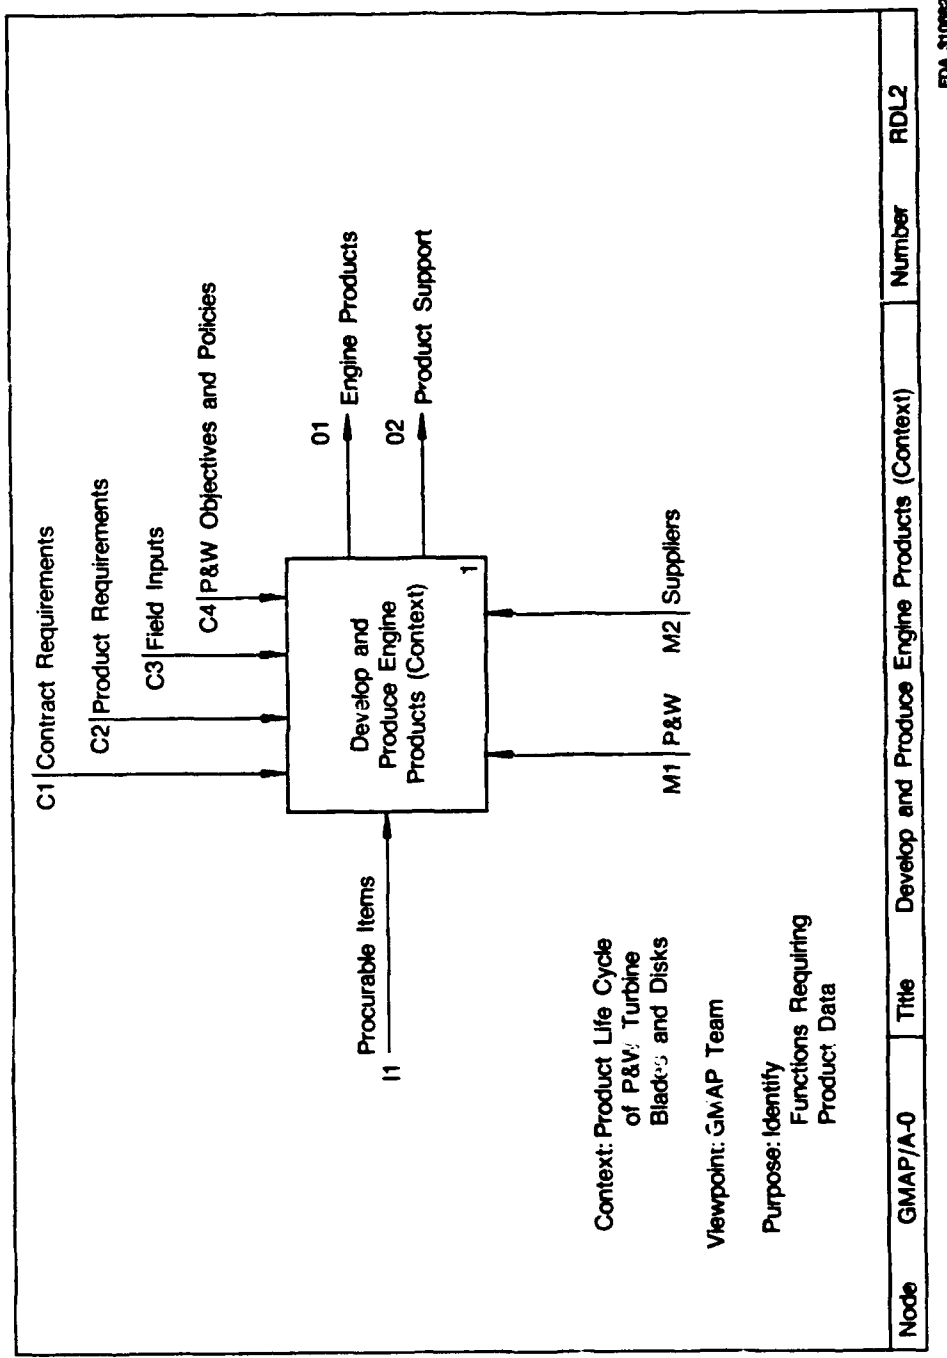 C1 Contract Requirements
C2 Product Requirements
C3 Field Inputs
C4 P&W Objectives and Policies
Procurable Items
I1
Develop and
Produce Engine
Products (Context)
1
01
Engine Products
02
Product Support
M1 P&W
M2 Suppliers
Context: Product Life Cycle
of P&W Turbine
Blades and Disks
Viewpoint: GMAP Team
Purpose: Identify
Functions Requiring
Product Data
Node GMAP/A-0 Title Develop and Produce Engine Products (Context) Number RDL2